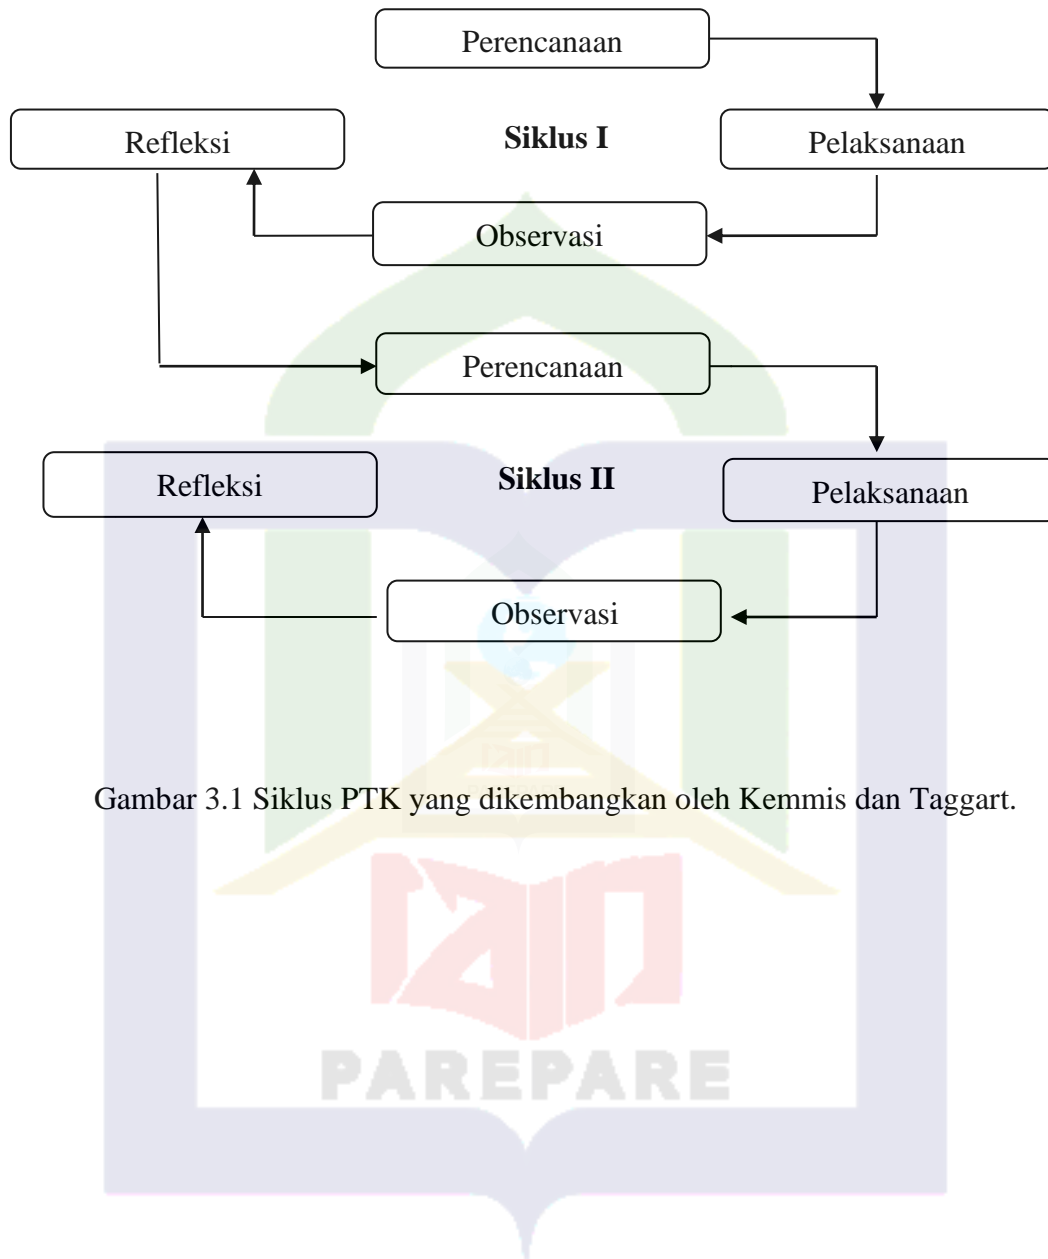 Perencanaan
Refleksi
Siklus I
Pelaksanaan
Observasi
Perencanaan
Refleksi
Siklus II
Pelaksanaan
Observasi
Gambar 3.1 Siklus PTK yang dikembangkan oleh Kemmis dan Taggart.
iain
PAREPARE